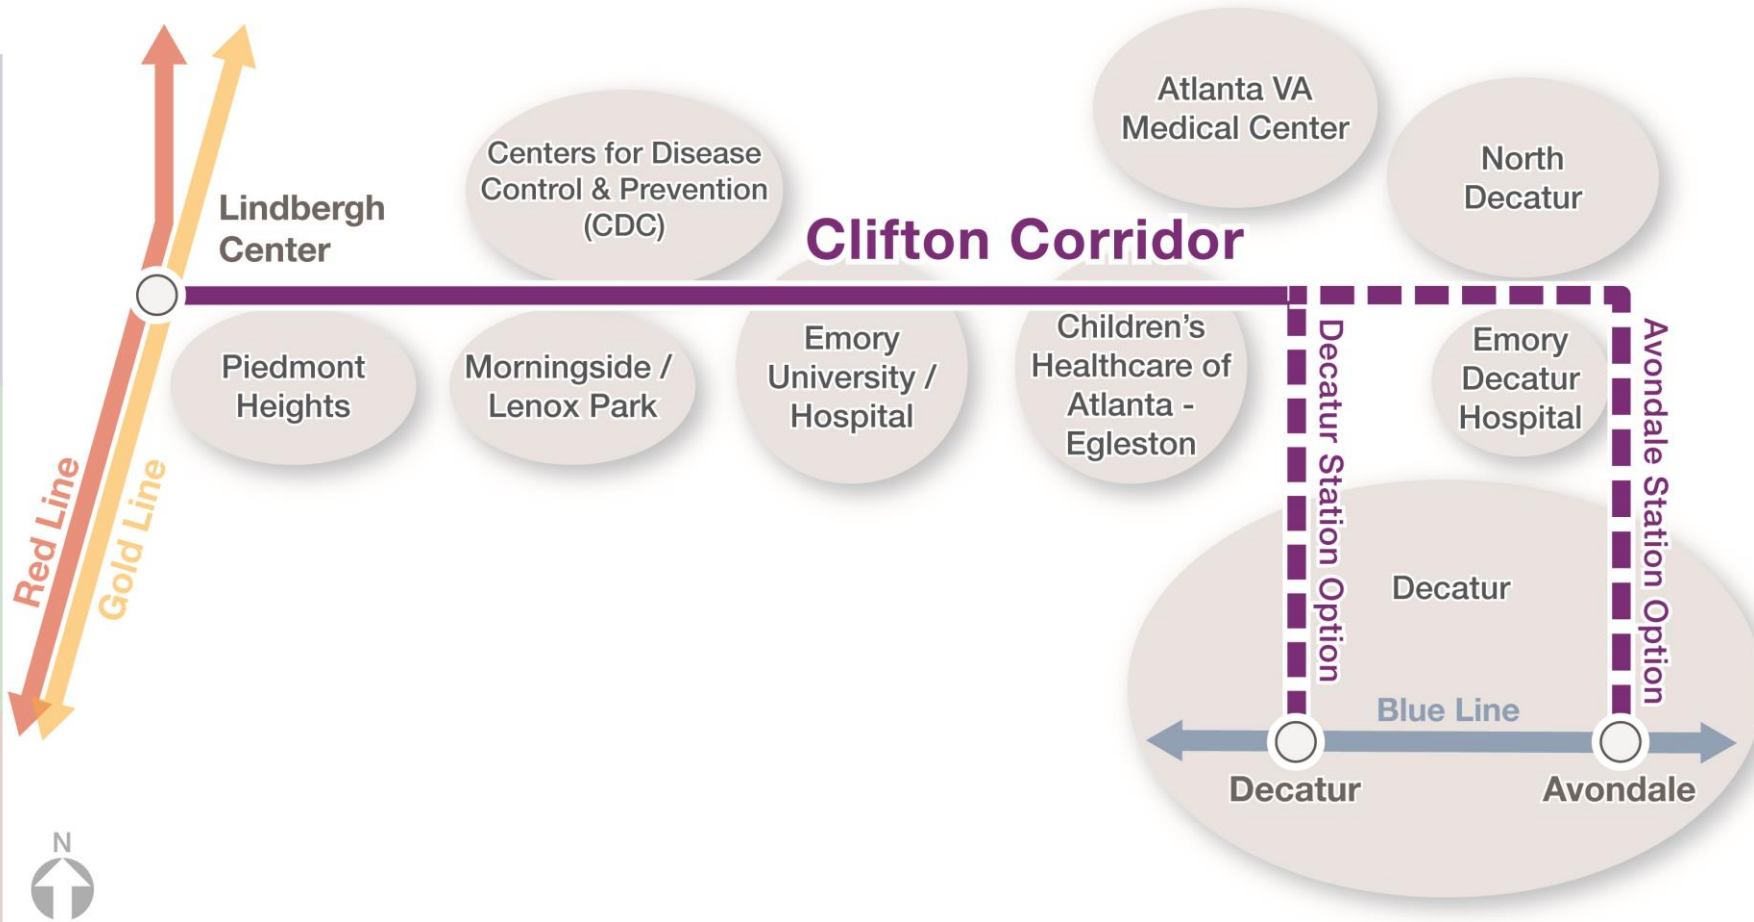 Atlanta VA
Medical Center
Centers for Disease
Control & Prevention
(CDC)
North
Decatur
Lindbergh
Center
Clifton Corridor
Piedmont
Heights
Morningside /
Lenox Park
Emory
University /
Hospital
Children's
Healthcare of
Atlanta -
Egleston
Decatur Station Option
Emory
Decatur
Hospital
Avondale Station Option
Red Line
Gold Line
Decatur
Blue Line
Decatur
Avondale
N